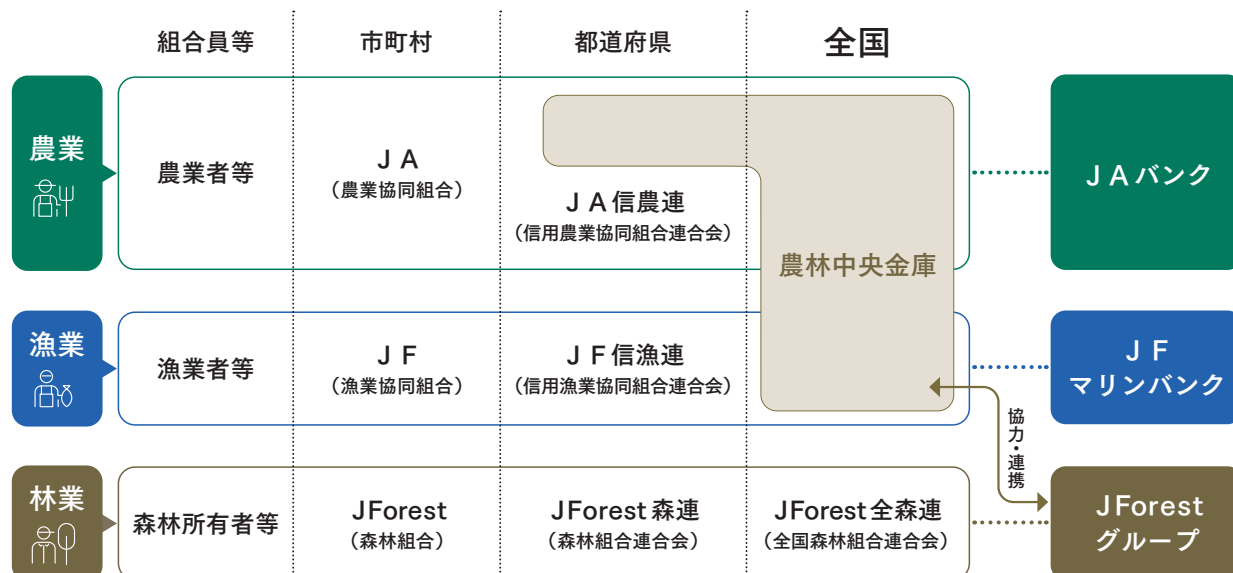 組合員等
市町村
都道府県
全国
農業
農業者等
ＪＡ
（農業協同組合）
ＪＡ信農連
（信用農業協同組合連合会）
農林中央金庫
ＪＡバンク
漁業
漁業者等
ＪＦ
（漁業協同組合）
ＪＦ信漁連
（信用漁業協同組合連合会）
ＪＦ
マリンバンク
協力・連携
林業
森林所有者等
JForest
（森林組合）
JForest 森連
（森林組合連合会）
JForest 全森連
（全国森林組合連合会）
JForest
グループ